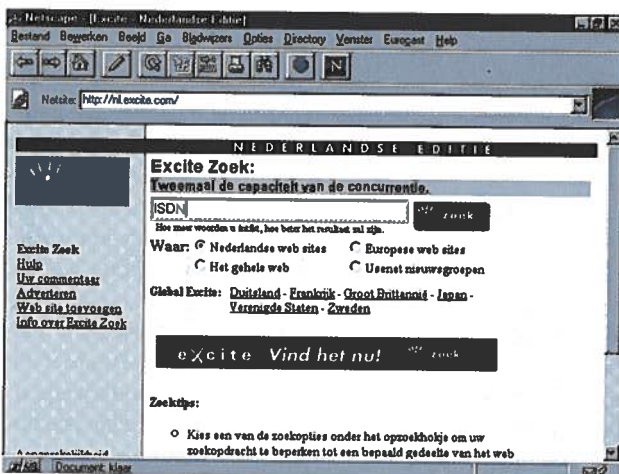 Netscape - [Excite - Nederlandse Editie]
Bestand Bewerken Beeld Ga Bladwijzers Opties Directory Venster Eurogast Help
Netsite: http://nl.excite.com/
NEDERLANDSE EDITIE
Excite Zoek:
Tweemaal de capaciteit van de concurrentie.
ISDN
zoek
Hoe meer woorden u intikt, hoe beter het resultaat zal zijn.
Waar: Nederlandse web sites Europese web sites
Het gehele web Usenet nieuwsgroepen
Excite Zoek
Hulp
Uw commentaar
Adverteren
Web site toevoegen
Info over Excite Zoek
Global Excite: Duitsland - Frankrijk - Groot Brittannië - Japan -
Verenigde Staten - Zweden
excite Vind het nu! zoek
Zoektips:
Kies een van de zoekopties onder het opzoekhokje om uw
zoekopdracht te beperken tot een bepaald gedeelte van het web
Aansprakelijkheid
Document: klaar